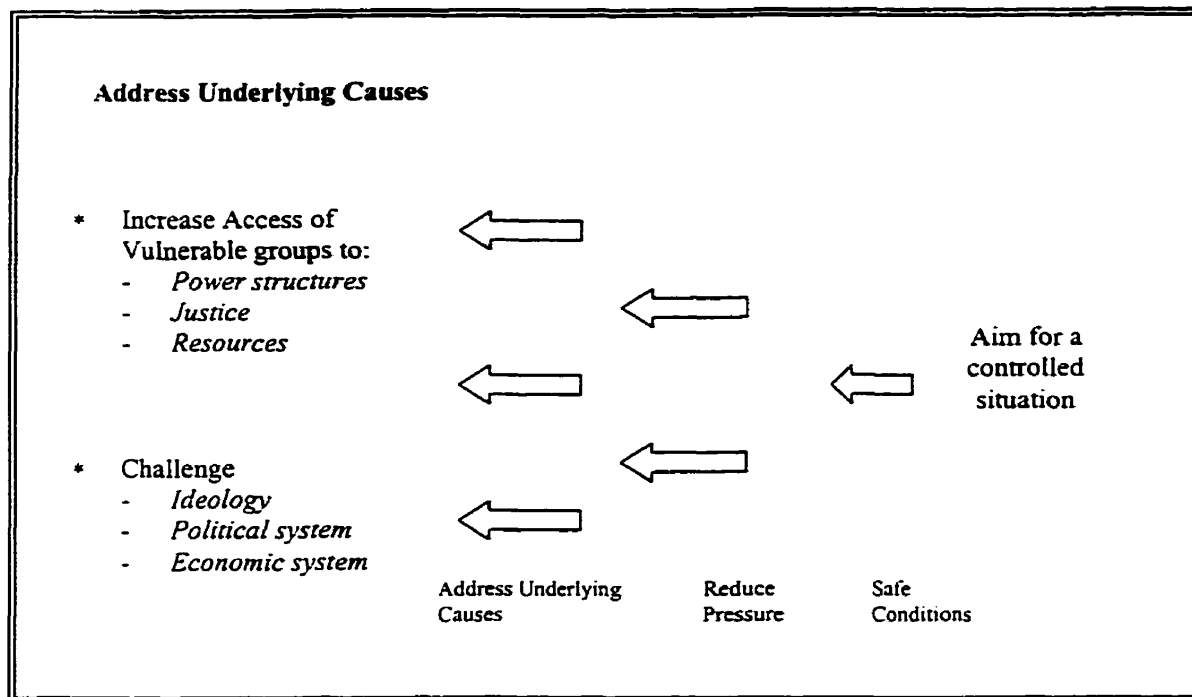 Address Underlying Causes
* Increase Access of
Vulnerable groups to:
- Power structures
- Justice
- Resources
Aim for a
controlled
situation
* Challenge
- Ideology
- Political system
- Economic system
Address Underlying
Causes
Reduce
Pressure
Safe
Conditions